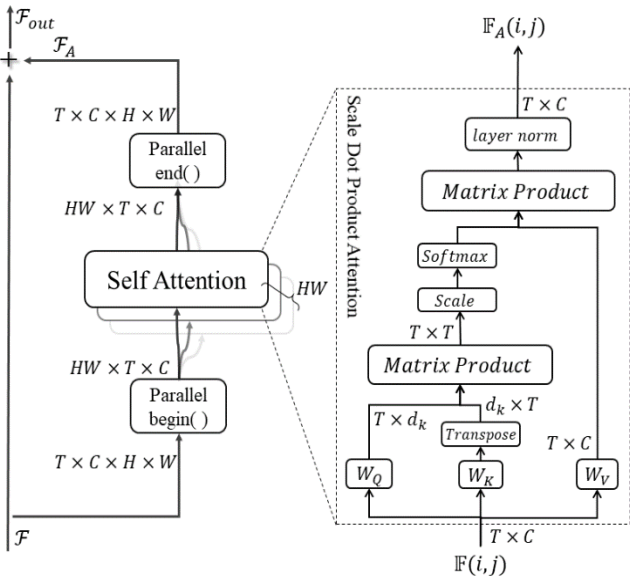 ℱ_out
ℱ_A
+
T × C × H × W
Parallel
end( )
HW × T × C
Self Attention
HW
HW × T × C
Parallel
begin( )
T × C × H × W
ℱ
𝔽_A(i, j)
Scale Dot Product Attention
T × C
layer norm
Matrix Product
Softmax
Scale
T × T
Matrix Product
T × d_k
d_k × T
Transpose
T × C
W_Q
W_K
W_V
T × C
𝔽(i, j)